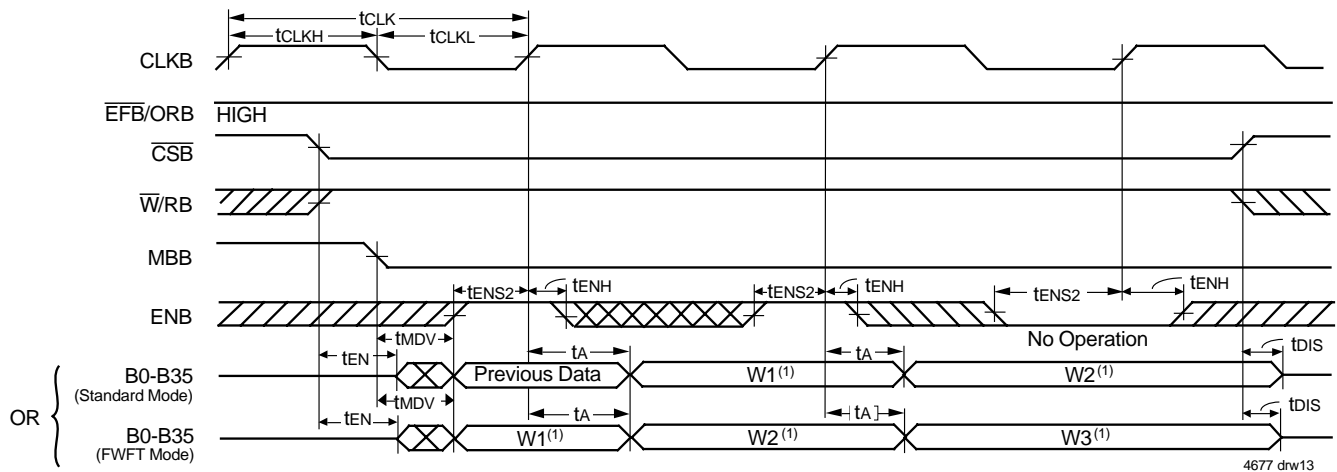 tCLK
tCLKH tCLKL
CLKB
EFB/ORB HIGH
CSB
W/RB
MBB
tENS2 tENH tENS2 tENH tENS2 tENH
ENB
No Operation
tMDV
tEN tA tA tDIS
B0-B35 Previous Data W1(1) W2(1)
(Standard Mode)
OR
tMDV
tEN tA tA] tDIS
B0-B35 W1(1) W2(1) W3(1)
(FWFT Mode)
4677 drw13